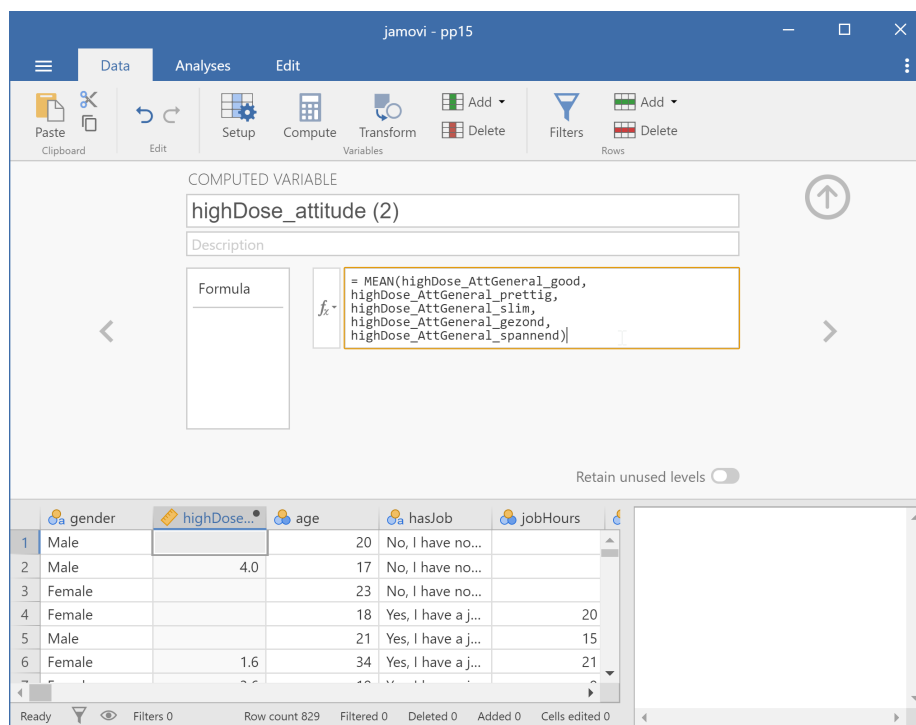 jamovi - pp15
Data Analyses Edit
Paste Setup Compute Transform Add Delete Filters Add Delete
Clipboard Edit Variables Rows
COMPUTED VARIABLE
highDose_attitude (2)
Description
Formula
fx
= MEAN(highDose_AttGeneral_good,
highDose_AttGeneral_prettig,
highDose_AttGeneral_slim,
highDose_AttGeneral_gezond,
highDose_AttGeneral_spannend)
Retain unused levels
gender highDose... age hasJob jobHours
1 Male 20 No, I have no...
2 Male 4.0 17 No, I have no...
3 Female 23 No, I have no...
4 Female 18 Yes, I have a j... 20
5 Male 21 Yes, I have a j... 15
6 Female 1.6 34 Yes, I have a j... 21
Ready Filters 0 Row count 829 Filtered 0 Deleted 0 Added 0 Cells edited 0